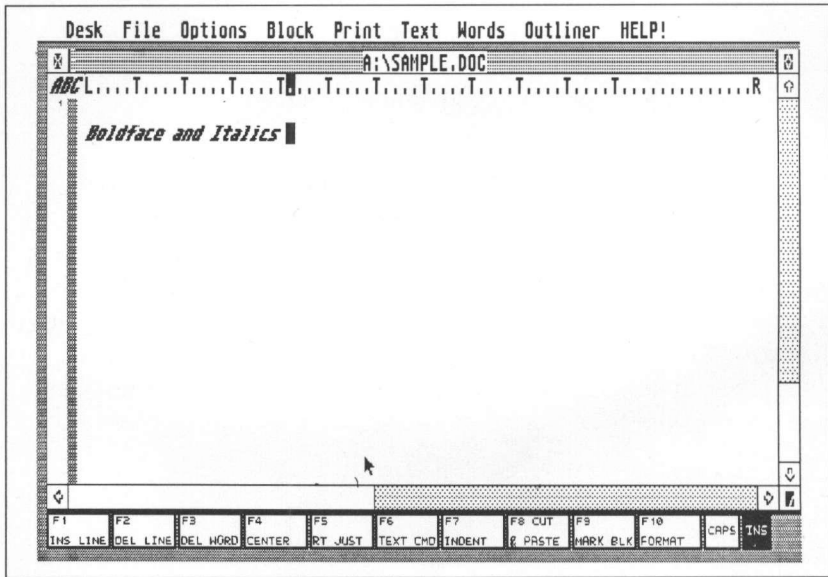 Desk File Options Block Print Text Words Outliner HELP!
A:\SAMPLE.DOC
ABC L....T....T....T....T....T....T....T....T....T....T....T..............R
1
Boldface and Italics
F1 F2 F3 F4 F5 F6 F7 F8 CUT F9 F10
INS LINE DEL LINE DEL WORD CENTER RT JUST TEXT CMD INDENT & PASTE MARK BLK FORMAT CAPS INS